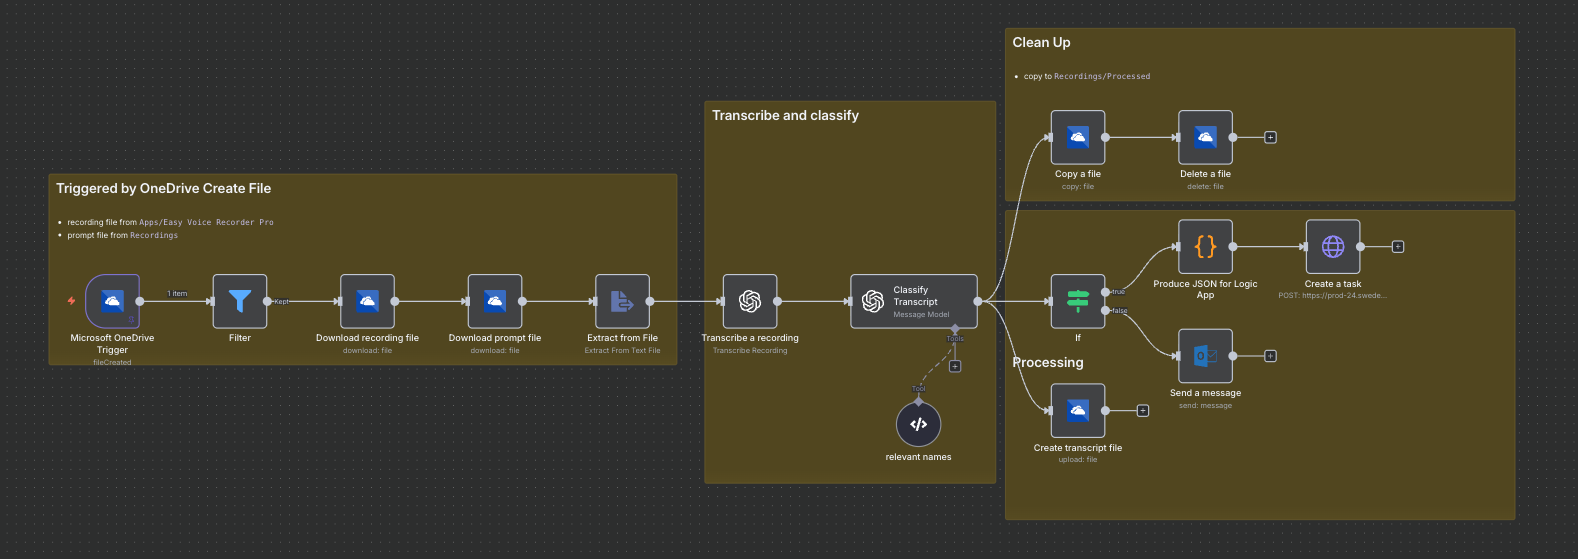 Triggered by OneDrive Create File
recording file from Apps/Easy Voice Recorder Pro
prompt file from Recordings
1 item
Microsoft OneDrive
Trigger
fileCreated
Kept
Filter
Download recording file
download: file
Download prompt file
download: file
Extract from File
Extract From Text File
Transcribe and classify
Transcribe a recording
Transcribe Recording
Classify
Transcript
Message Model
Tools
+
Tool
relevant names
Clean Up
copy to Recordings/Processed
Copy a file
copy: file
Delete a file
delete: file
+
true
false
If
Produce JSON for Logic
App
Create a task
POST: https://prod-24.swede...
+
Send a message
send: message
+
Processing
Create transcript file
upload: file
+